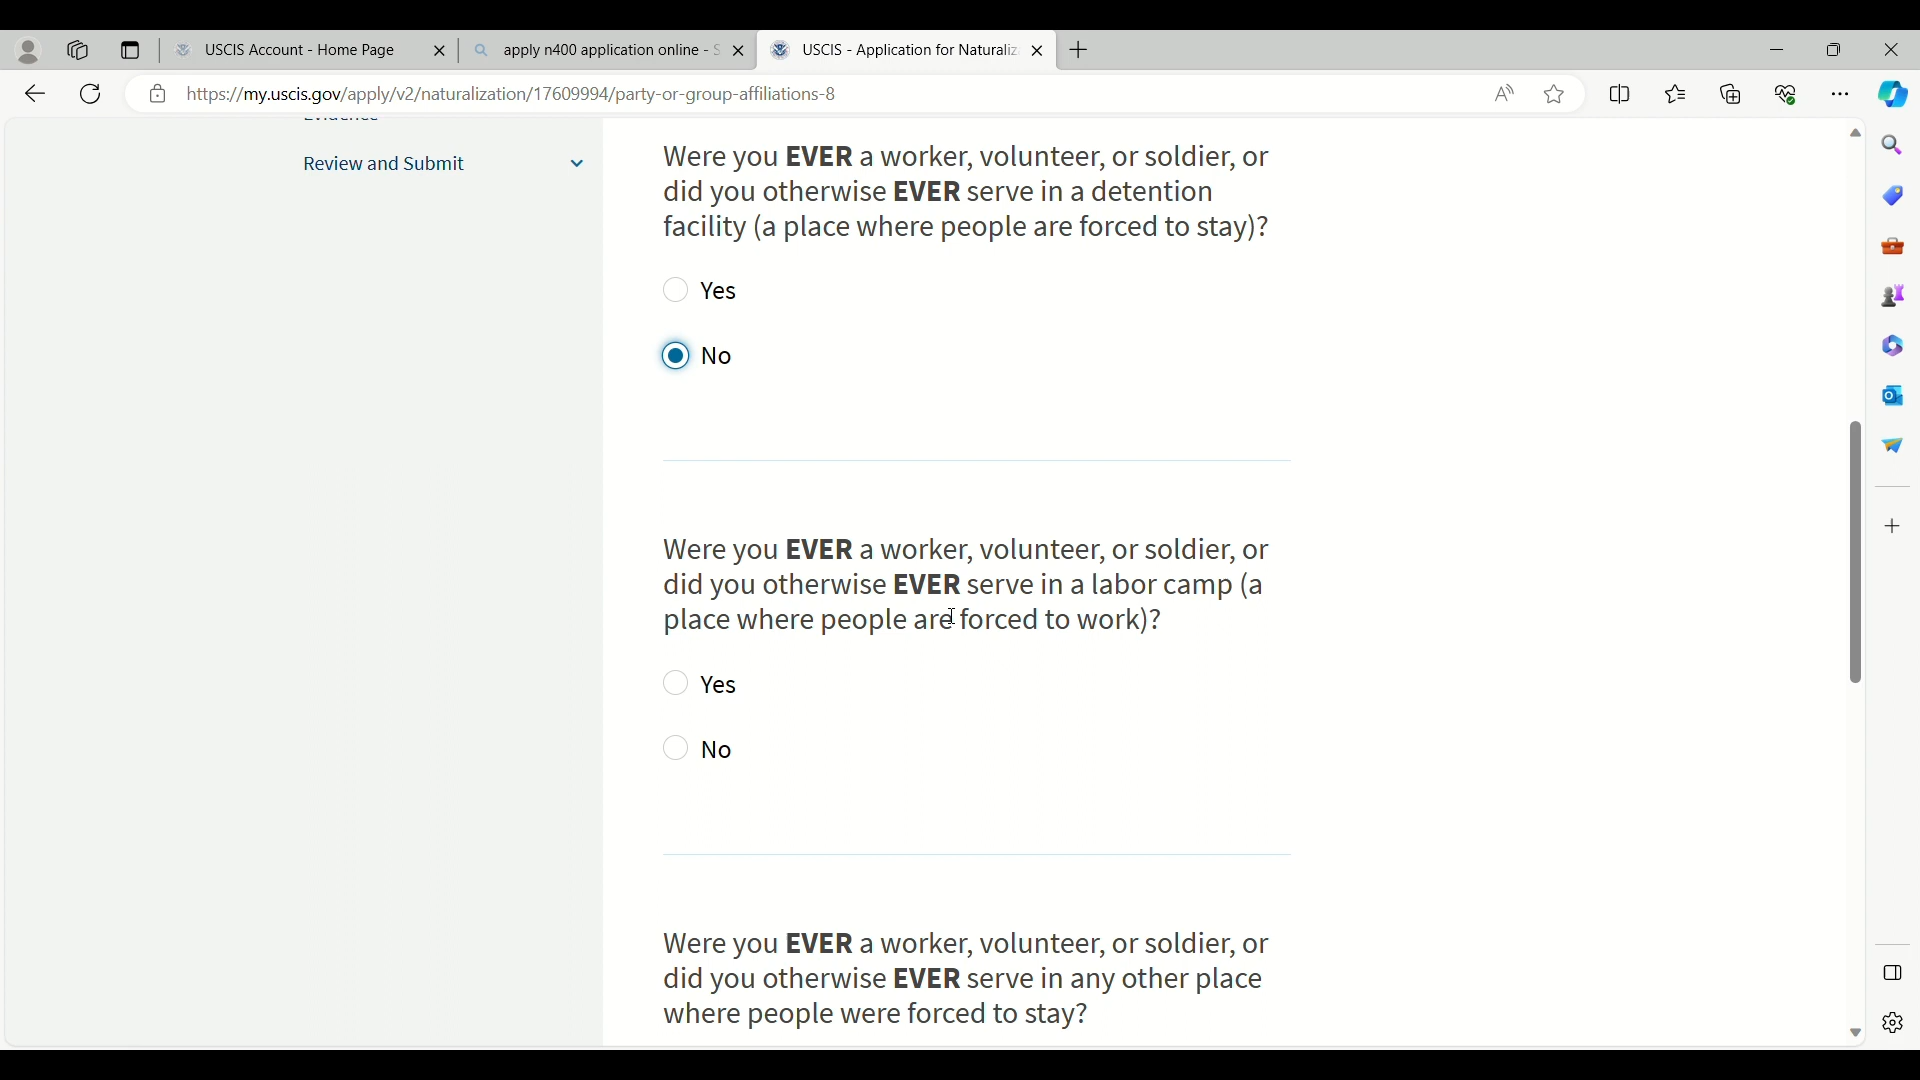 USCIS Account - Home Page
apply n400 application online - S
USCIS - Application for Naturaliz
https://my.uscis.gov/apply/v2/naturalization/17609994/party-or-group-affiliations-8
Review and Submit
Were you EVER a worker, volunteer, or soldier, or
did you otherwise EVER serve in a detention
facility (a place where people are forced to stay)?
Yes
No
Were you EVER a worker, volunteer, or soldier, or
did you otherwise EVER serve in a labor camp (a
place where people are forced to work)?
Yes
No
Were you EVER a worker, volunteer, or soldier, or
did you otherwise EVER serve in any other place
where people were forced to stay?